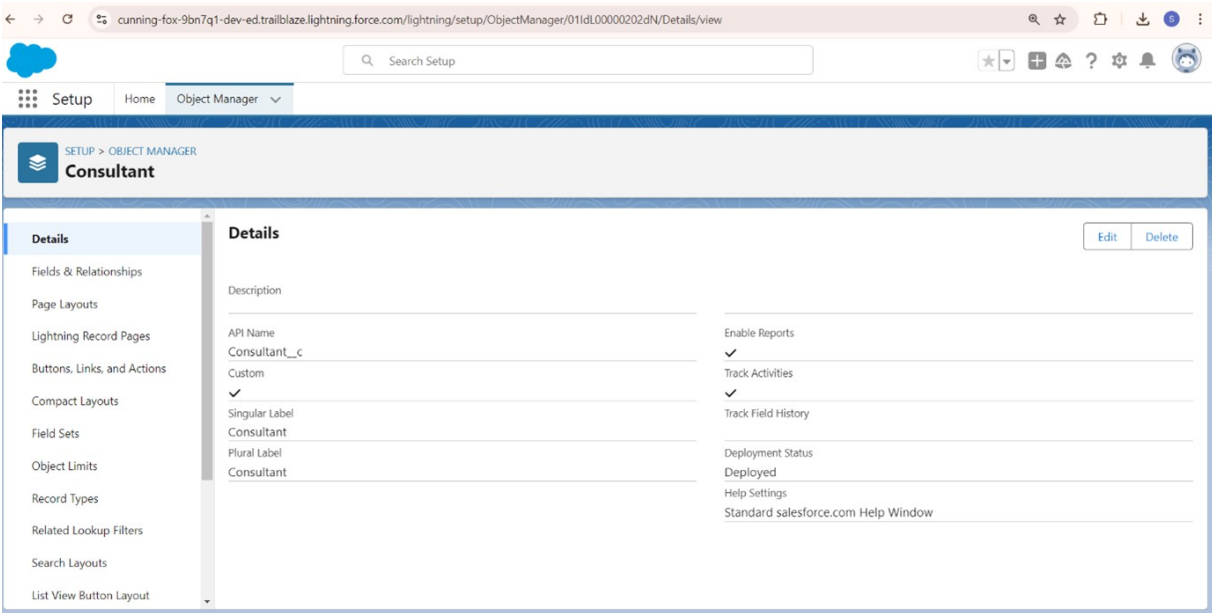 cunning-fox-9bn7q1-dev-ed.trailblaze.lightning.force.com/lightning/setup/ObjectManager/01IdL00000202dN/Details/view
S
Search Setup
Setup Home Object Manager
SETUP > OBJECT MANAGER
Consultant
Details
Fields & Relationships
Page Layouts
Lightning Record Pages
Buttons, Links, and Actions
Compact Layouts
Field Sets
Object Limits
Record Types
Related Lookup Filters
Search Layouts
List View Button Layout
Details
Edit Delete
Description
API Name
Consultant__c
Custom
Singular Label
Consultant
Plural Label
Consultant
Enable Reports
Track Activities
Track Field History
Deployment Status
Deployed
Help Settings
Standard salesforce.com Help Window